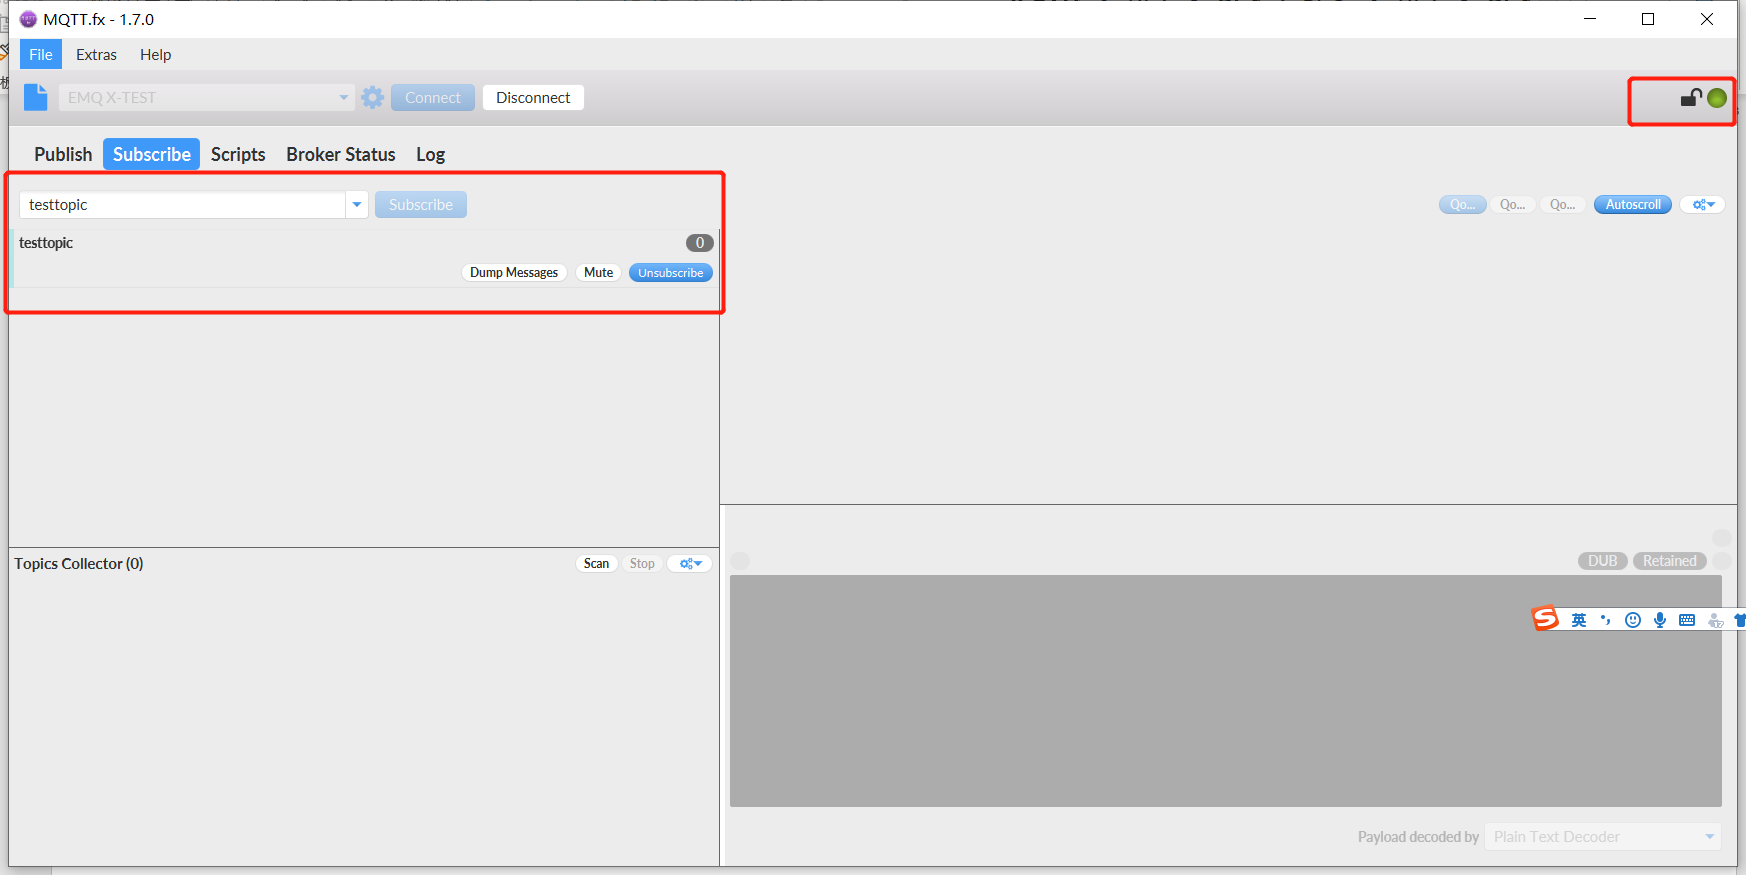 MQTT.fx - 1.7.0
File Extras Help
EMQ X-TEST Connect Disconnect
Publish Subscribe Scripts Broker Status Log
testtopic Subscribe
Qo... Qo... Qo... Autoscroll
testtopic 0
Dump Messages Mute Unsubscribe
Topics Collector (0) Scan Stop
DUB Retained
英
Payload decoded by Plain Text Decoder